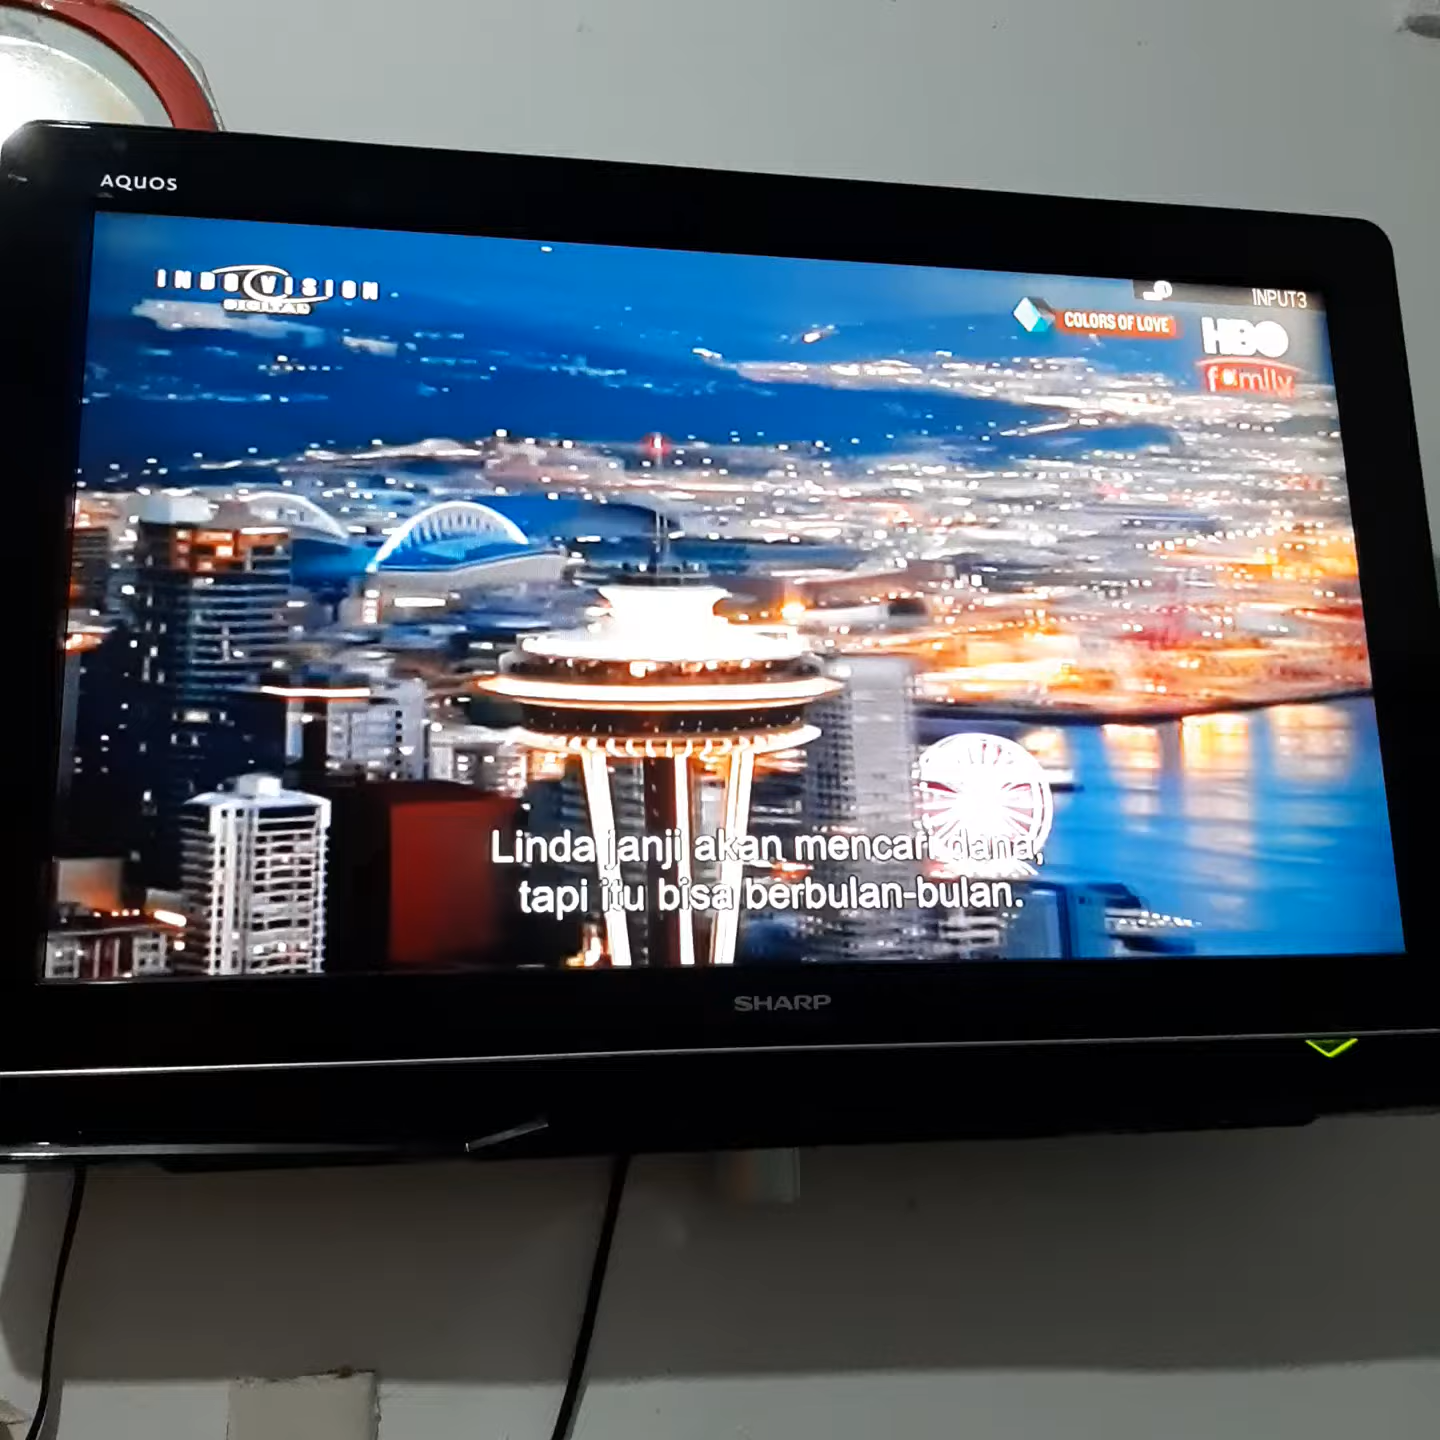 AQUOS
INDOVISION
DIGITAL
INPUT3
COLORS OF LOVE
HBO
family
Linda janji akan mencari dana,
tapi itu bisa berbulan-bulan.
SHARP